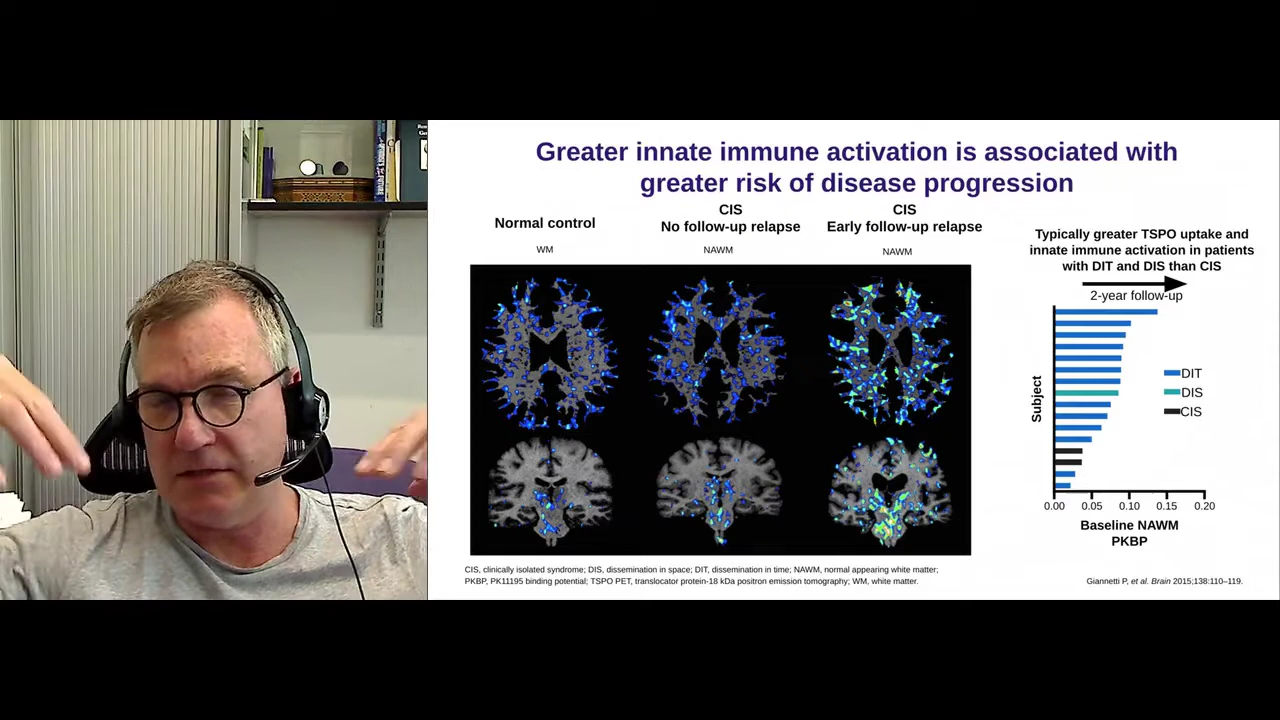 Greater innate immune activation is associated with
greater risk of disease progression
Normal control
WM
CIS
No follow-up relapse
NAWM
CIS
Early follow-up relapse
NAWM
Typically greater TSPO uptake and
innate immune activation in patients
with DIT and DIS than CIS
2-year follow-up
Subject
DIT
DIS
CIS
0.00 0.05 0.10 0.15 0.20
Baseline NAWM
PKBP
CIS, clinically isolated syndrome; DIS, dissemination in space; DIT, dissemination in time; NAWM, normal appearing white matter;
PKBP, PK11195 binding potential; TSPO PET, translocator protein-18 kDa positron emission tomography; WM, white matter.
Giannetti P, et al. Brain 2015;138:110–119.